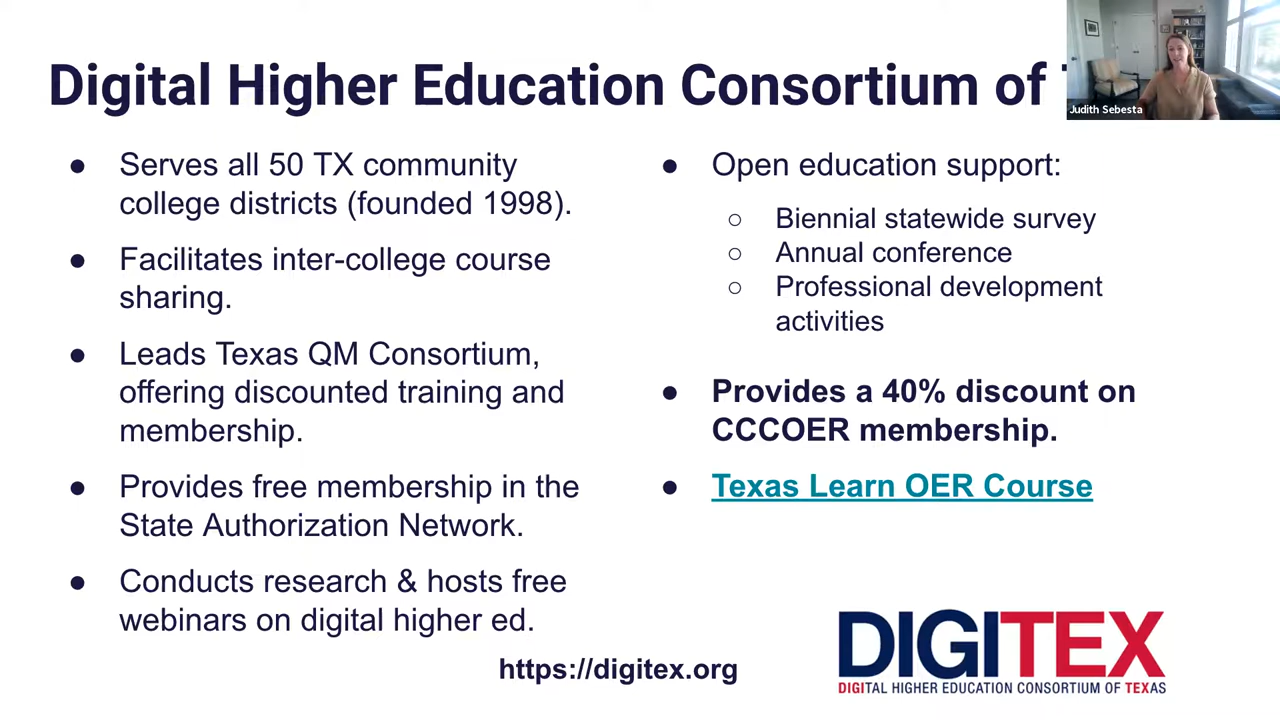 Digital Higher Education Consortium of
Judith Sebesta
● Serves all 50 TX community
college districts (founded 1998).
● Facilitates inter-college course
sharing.
● Leads Texas QM Consortium,
offering discounted training and
membership.
● Provides free membership in the
State Authorization Network.
● Conducts research & hosts free
webinars on digital higher ed.
● Open education support:
○ Biennial statewide survey
○ Annual conference
○ Professional development
activities
● Provides a 40% discount on
CCCOER membership.
● Texas Learn OER Course
https://digitex.org
DIGITEX
DIGITAL HIGHER EDUCATION CONSORTIUM OF TEXAS